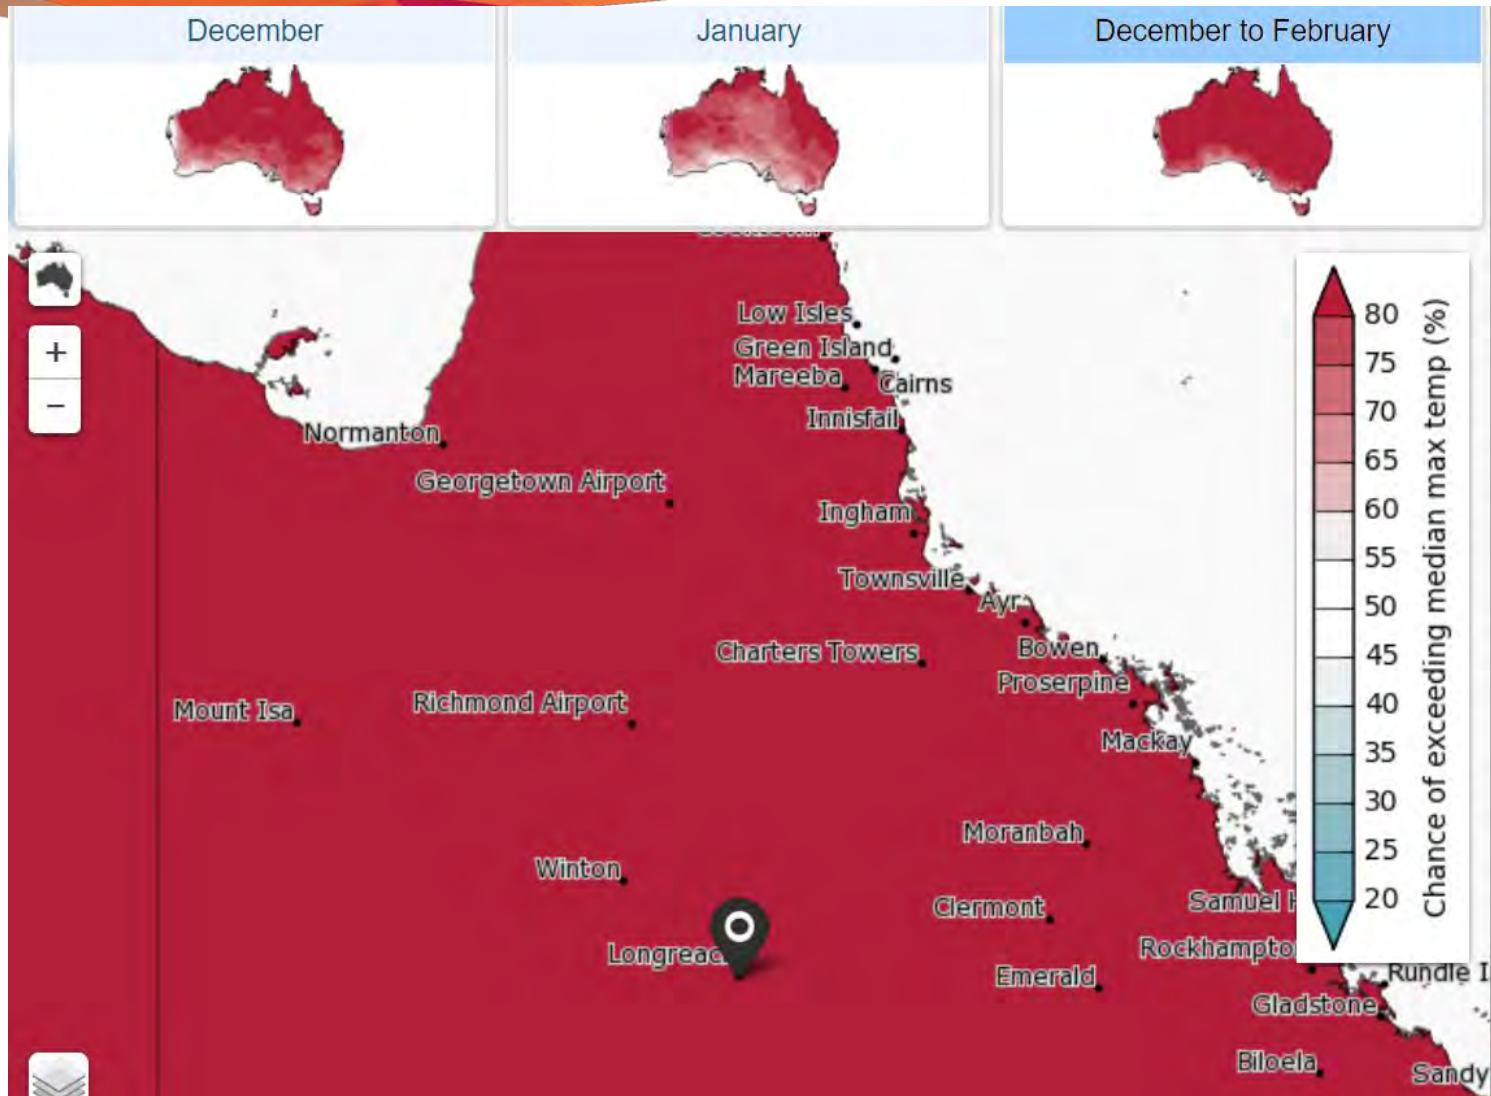 December
January
December to February
Low Isles
Green Island
Mareeba
Cairns
Innisfail
Normanton
Georgetown Airport
Ingham
Townsville
Ayr
Charters Towers
Bowen
Proserpine
Mount Isa
Richmond Airport
Mackay
Moranbah
Winton
Clermont
Samuel H
Longreac
Rockhampto
Emerald
Rundle I
Gladstone
Biloela
Sandy
+
−
80
75
70
65
60
55
50
45
40
35
30
25
20
Chance of exceeding median max temp (%)